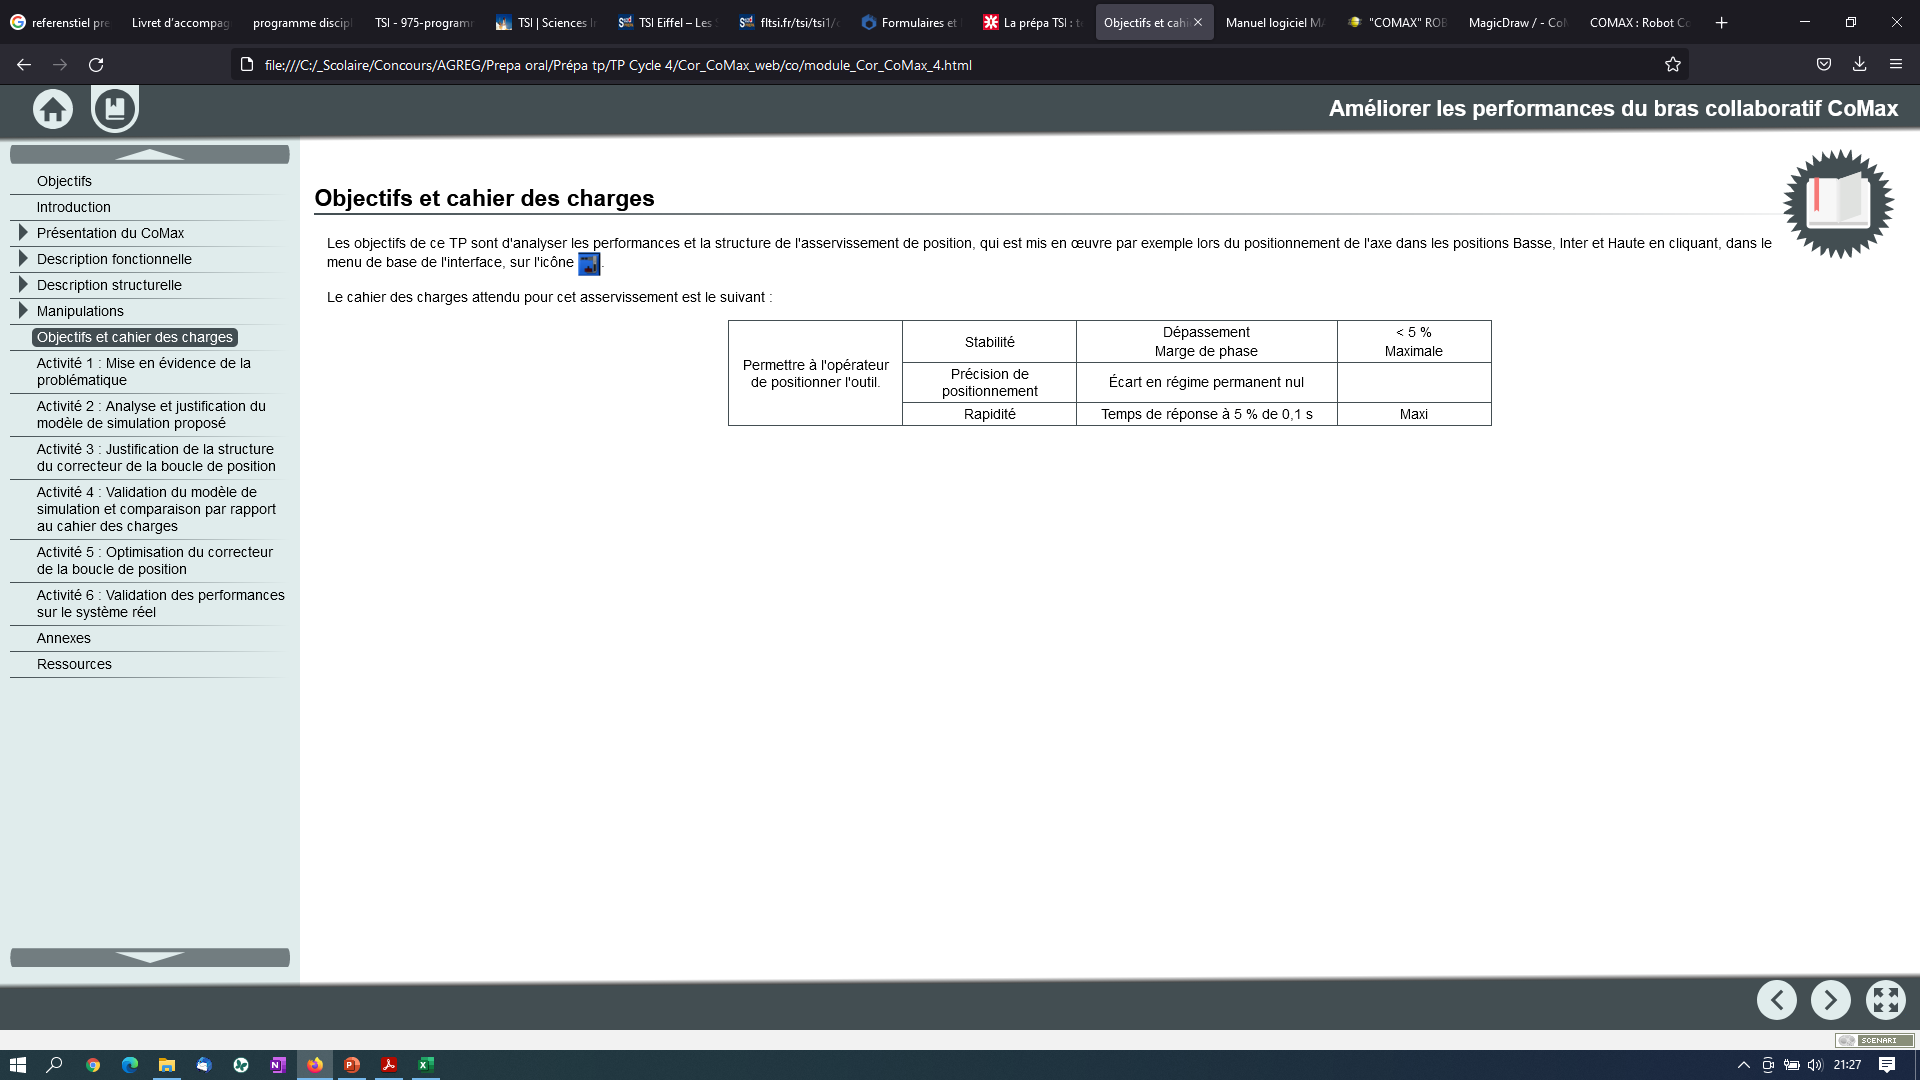 referentiel pre
Livret d'accompag
programme discipl
TSI - 975-programm
TSI | Sciences In
TSI Eiffel – Les S
fltsi.fr/tsi/tsi1/c
Formulaires et
La prépa TSI : t
Objectifs et cahi
Manuel logiciel MA
"COMAX" ROB
MagicDraw / - CoM
COMAX : Robot Co
file:///C:/_Scolaire/Concours/AGREG/Prepa oral/Prépa tp/TP Cycle 4/Cor_CoMax_web/co/module_Cor_CoMax_4.html
Améliorer les performances du bras collaboratif CoMax
Objectifs
Introduction
Présentation du CoMax
Description fonctionnelle
Description structurelle
Manipulations
Objectifs et cahier des charges
Activité 1 : Mise en évidence de la
problématique
Activité 2 : Analyse et justification du
modèle de simulation proposé
Activité 3 : Justification de la structure
du correcteur de la boucle de position
Activité 4 : Validation du modèle de
simulation et comparaison par rapport
au cahier des charges
Activité 5 : Optimisation du correcteur
de la boucle de position
Activité 6 : Validation des performances
sur le système réel
Annexes
Ressources
Objectifs et cahier des charges
Les objectifs de ce TP sont d'analyser les performances et la structure de l'asservissement de position, qui est mis en œuvre par exemple lors du positionnement de l'axe dans les positions Basse, Inter et Haute en cliquant, dans le
menu de base de l'interface, sur l'icône .
Le cahier des charges attendu pour cet asservissement est le suivant :
Permettre à l'opérateur
de positionner l'outil.
Stabilité
Dépassement
Marge de phase
< 5 %
Maximale
Précision de
positionnement
Écart en régime permanent nul
Rapidité
Temps de réponse à 5 % de 0,1 s
Maxi
SCENARI
21:27